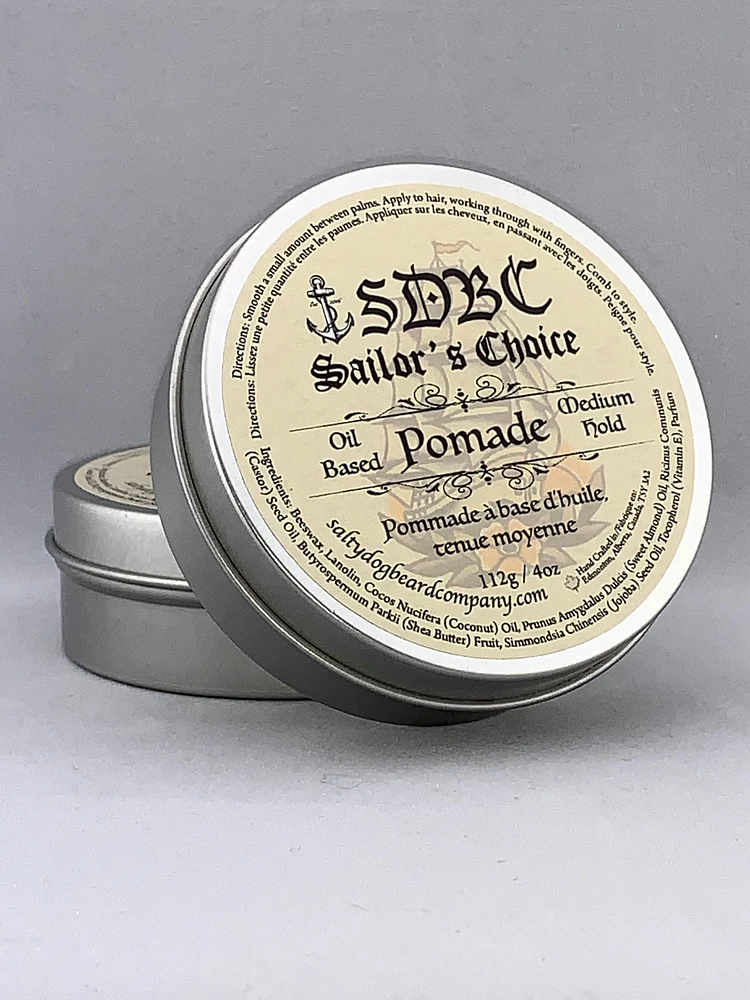 Directions: Smooth a small amount between palms. Apply to hair, working through with fingers. Comb to style.
Directions: Lissez une petite quantité entre les paumes. Appliquer sur les cheveux, en passant avec les doigts. Peigne pour style.
SDBC
Sailor's Choice
Oil Based
Pomade
Medium Hold
Pommade à base d'huile,
tenue moyenne
112g / 4oz
saltydogbeardcompany.com
Hand Crafted in/Fabriqué en:
Edmonton, Alberta, Canada, T5Y 3A2
Ingredients: Beeswax, Lanolin, Cocos Nucifera (Coconut) Oil, Prunus Amygdalus Dulcis (Sweet Almond) Oil, Ricinus Communis
(Castor) Seed Oil, Butyrospermum Parkii (Shea Butter) Fruit, Simmondsia Chinensis (Jojoba) Seed Oil, Tocopherol (Vitamin E), Parfum